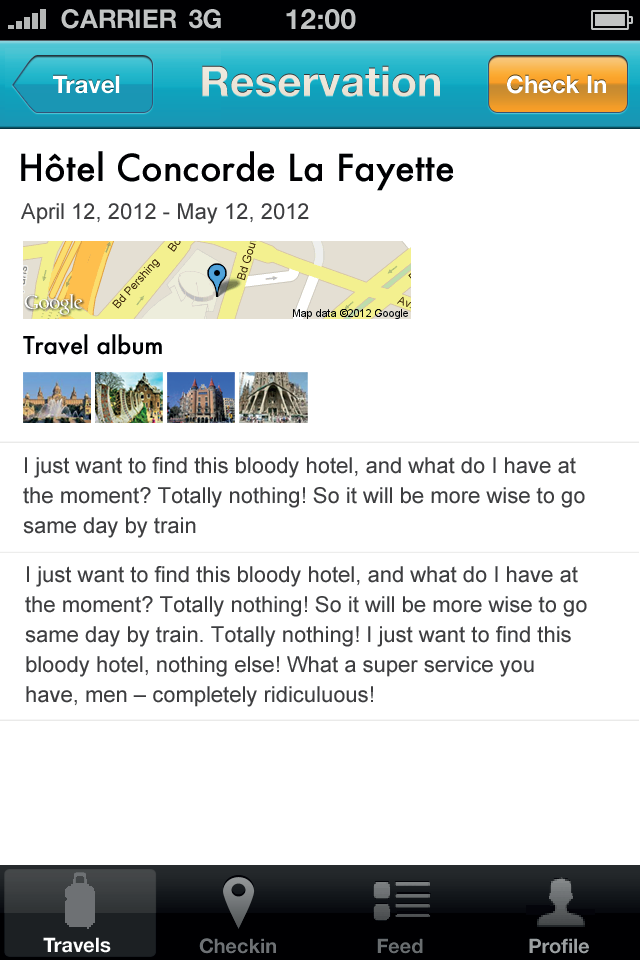 CARRIER 3G 12:00
Travel Reservation Check In
Hôtel Concorde La Fayette
April 12, 2012 - May 12, 2012
Bd Pershing
Bd Gou
Av
Google
Map data ©2012 Google
Travel album
I just want to find this bloody hotel, and what do I have at
the moment? Totally nothing! So it will be more wise to go
same day by train
I just want to find this bloody hotel, and what do I have at
the moment? Totally nothing! So it will be more wise to go
same day by train. Totally nothing! I just want to find this
bloody hotel, nothing else! What a super service you
have, men – completely ridiculuous!
Travels Checkin Feed Profile